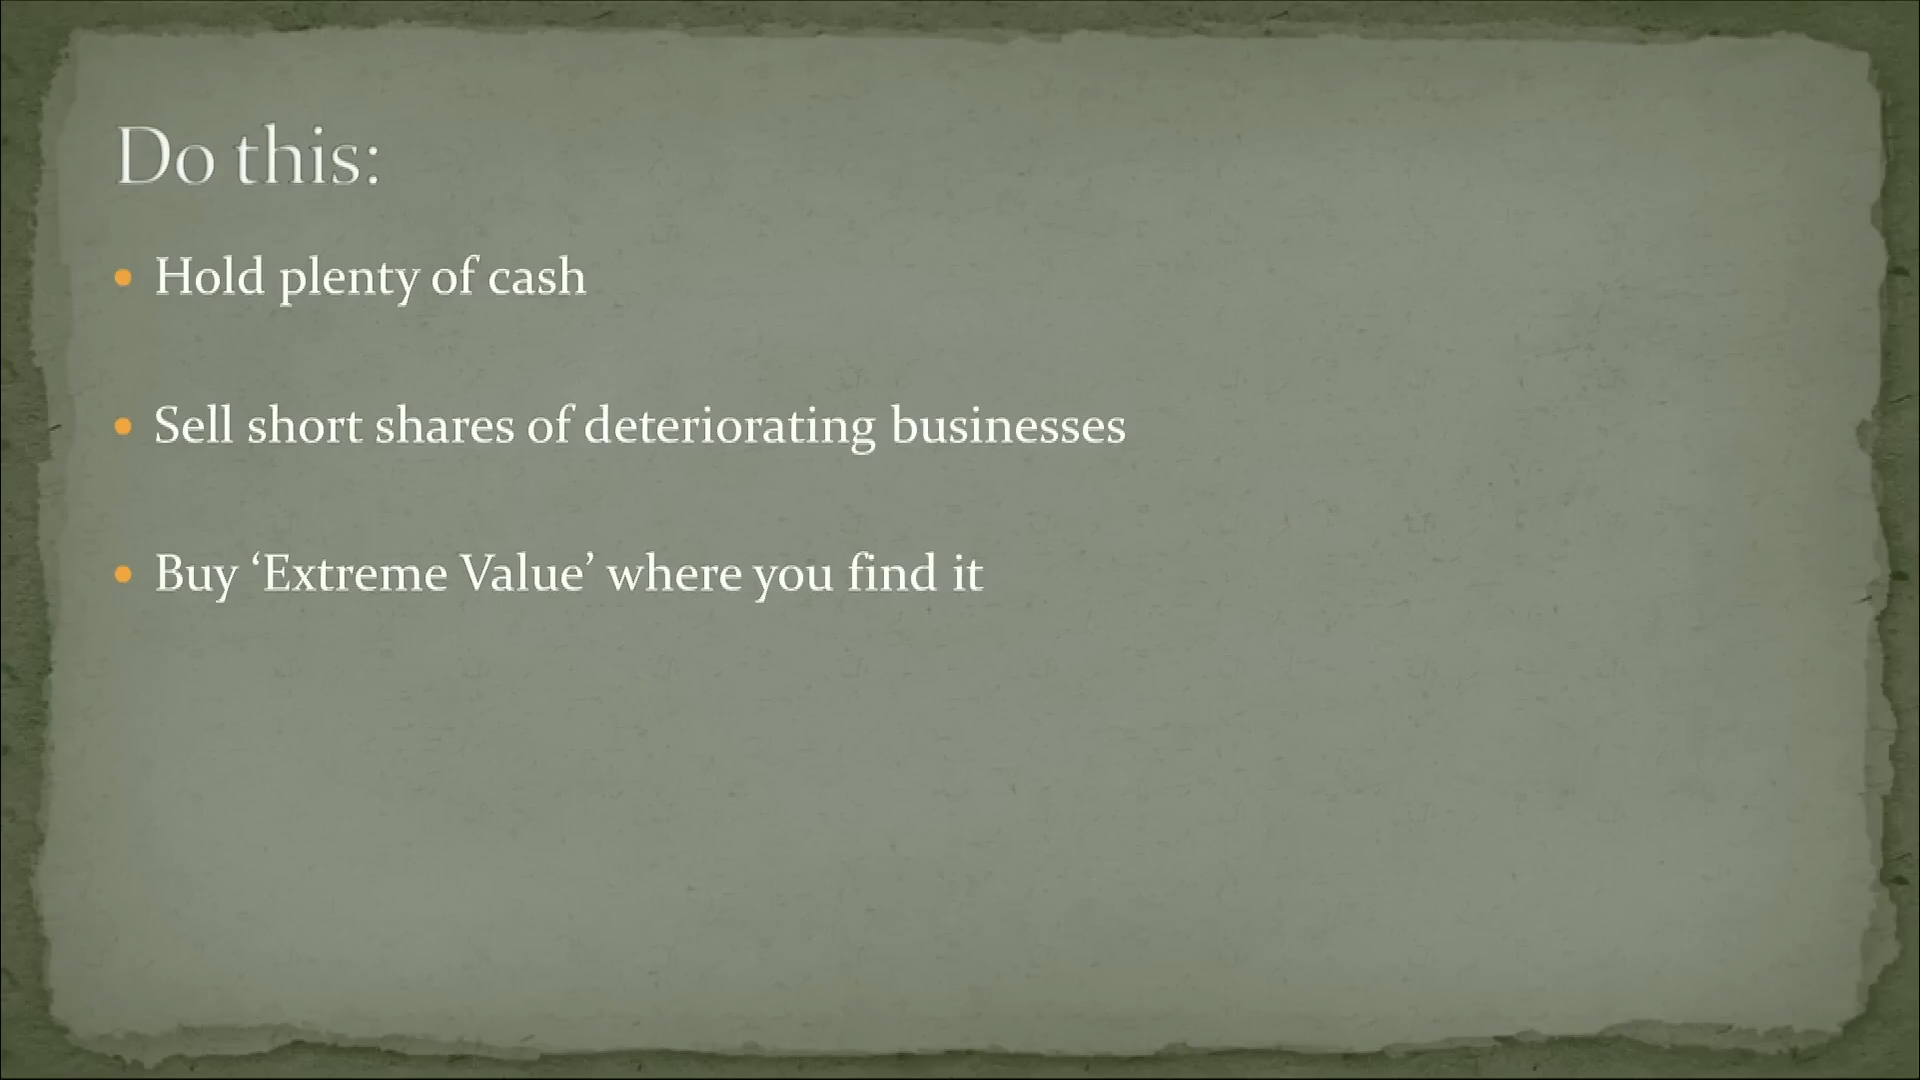 Do this:
• Hold plenty of cash
• Sell short shares of deteriorating businesses
• Buy ‘Extreme Value’ where you find it